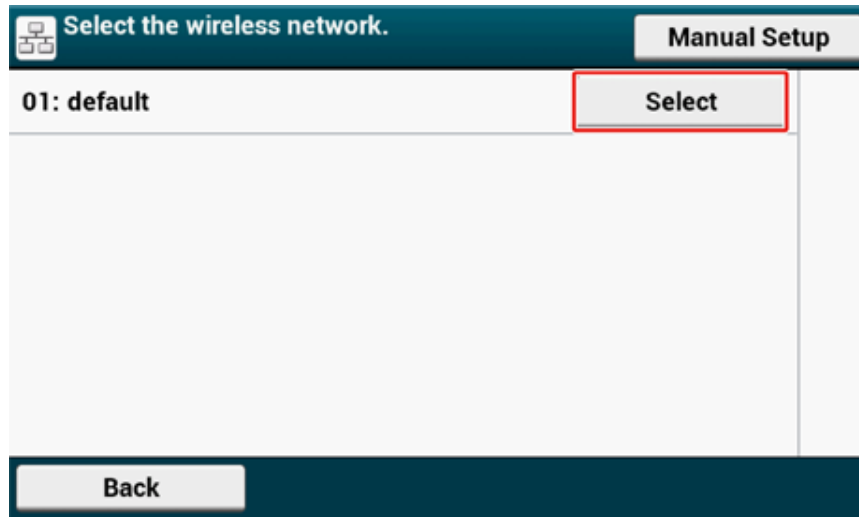 Select the wireless network.
Manual Setup
01: default
Select
Back